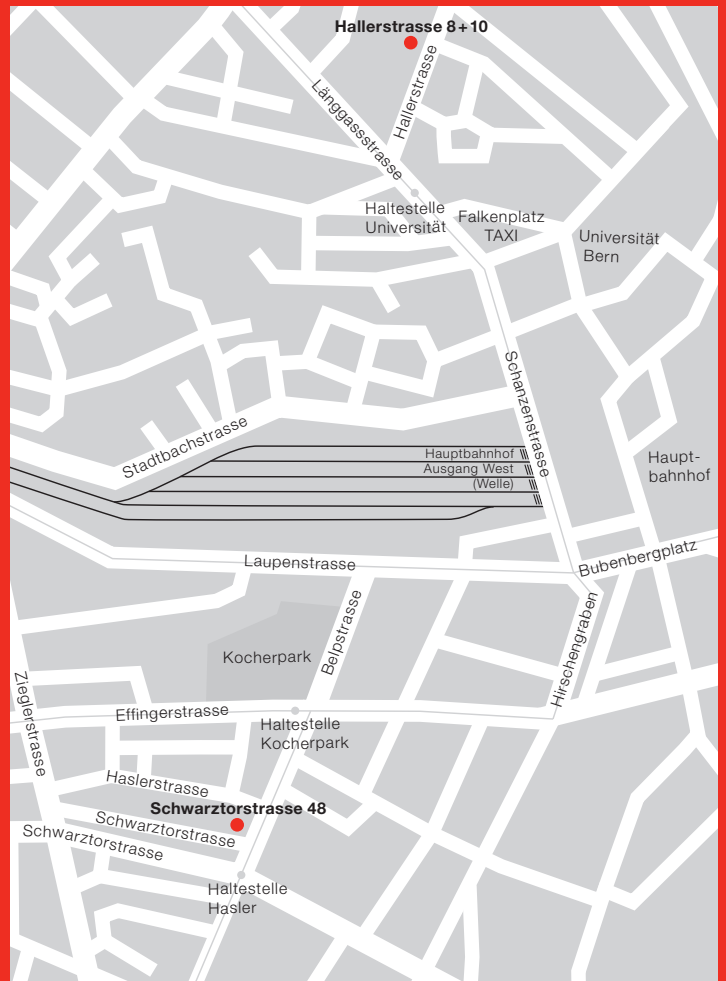 Hallerstrasse 8+10
Hallerstrasse
Länggassstrasse
Haltestelle
Universität
Falkenplatz
TAXI
Universität
Bern
Schanzenstrasse
Stadtbachstrasse
Hauptbahnhof
Ausgang West
(Welle)
Haupt-
bahnhof
Laupenstrasse
Bubenbergplatz
Belpstrasse
Hirschengraben
Kocherpark
Zieglerstrasse
Effingerstrasse
Haltestelle
Kocherpark
Haslerstrasse
Schwarztorstrasse 48
Schwarztorstrasse
Schwarztorstrasse
Haltestelle
Hasler